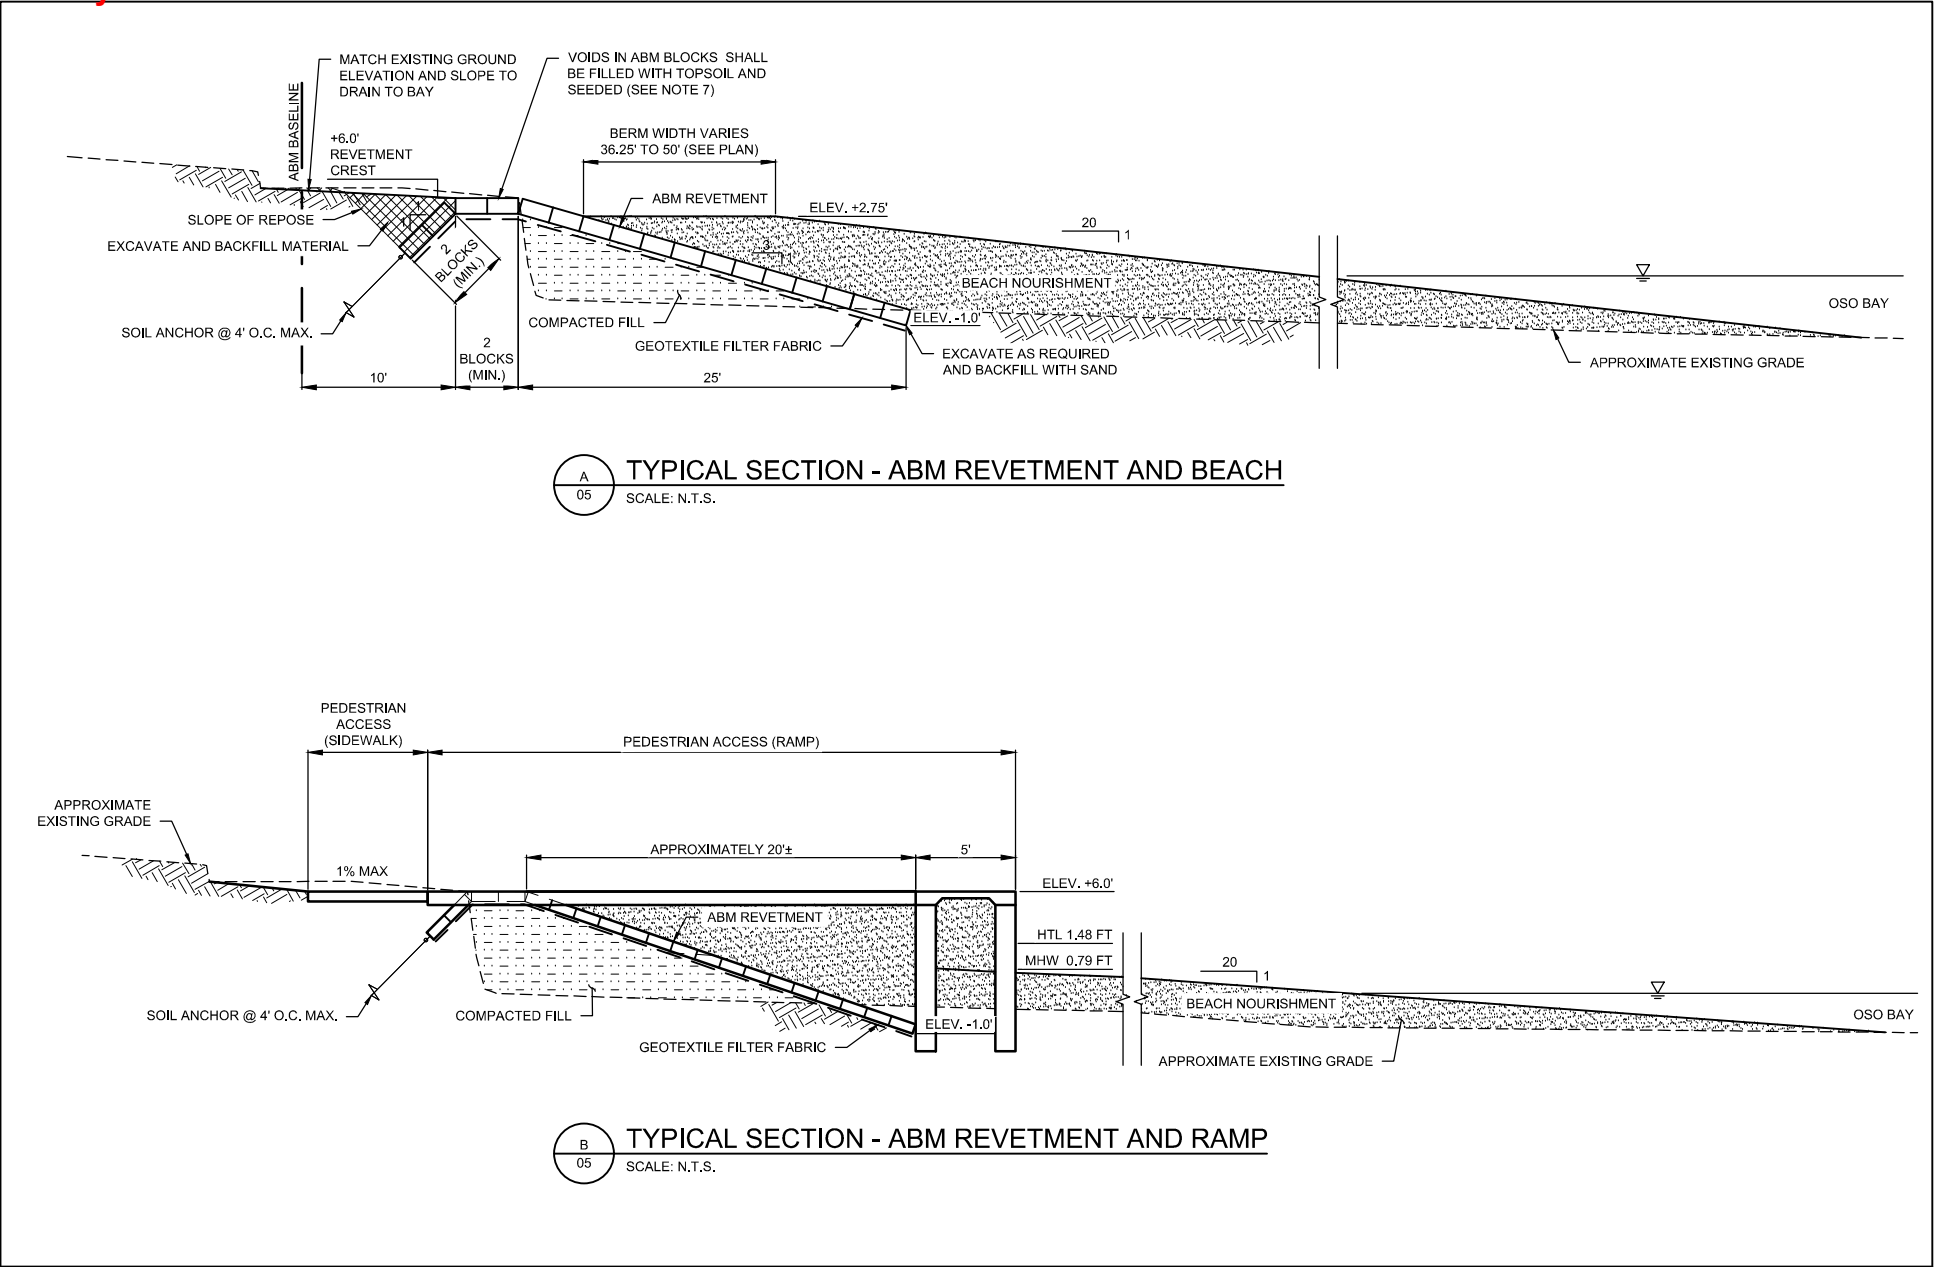 MATCH EXISTING GROUND
ELEVATION AND SLOPE TO
DRAIN TO BAY
VOIDS IN ABM BLOCKS SHALL
BE FILLED WITH TOPSOIL AND
SEEDED (SEE NOTE 7)
ABM BASELINE
+6.0'
REVETMENT
CREST
BERM WIDTH VARIES
36.25' TO 50' (SEE PLAN)
ABM REVETMENT
ELEV. +2.75'
20
1
SLOPE OF REPOSE
1
1
EXCAVATE AND BACKFILL MATERIAL
2
BLOCKS
(MIN.)
3
BEACH NOURISHMENT
OSO BAY
SOIL ANCHOR @ 4' O.C. MAX.
COMPACTED FILL
ELEV. -1.0'
GEOTEXTILE FILTER FABRIC
2
BLOCKS
(MIN.)
EXCAVATE AS REQUIRED
AND BACKFILL WITH SAND
APPROXIMATE EXISTING GRADE
10'
25'
A
05
TYPICAL SECTION - ABM REVETMENT AND BEACH
SCALE: N.T.S.
PEDESTRIAN
ACCESS
(SIDEWALK)
PEDESTRIAN ACCESS (RAMP)
APPROXIMATE
EXISTING GRADE
APPROXIMATELY 20'±
5'
1% MAX
ELEV. +6.0'
ABM REVETMENT
HTL 1.48 FT
MHW 0.79 FT
20
1
BEACH NOURISHMENT
OSO BAY
SOIL ANCHOR @ 4' O.C. MAX.
COMPACTED FILL
ELEV. -1.0'
GEOTEXTILE FILTER FABRIC
APPROXIMATE EXISTING GRADE
B
05
TYPICAL SECTION - ABM REVETMENT AND RAMP
SCALE: N.T.S.